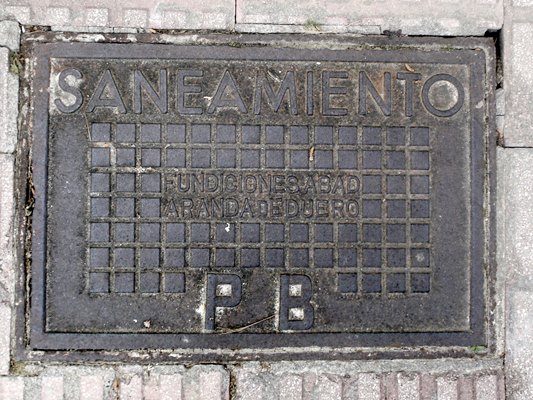 SANEAMIENTO
FUNDICIONES ABAD
ARANDA DE DUERO
P B